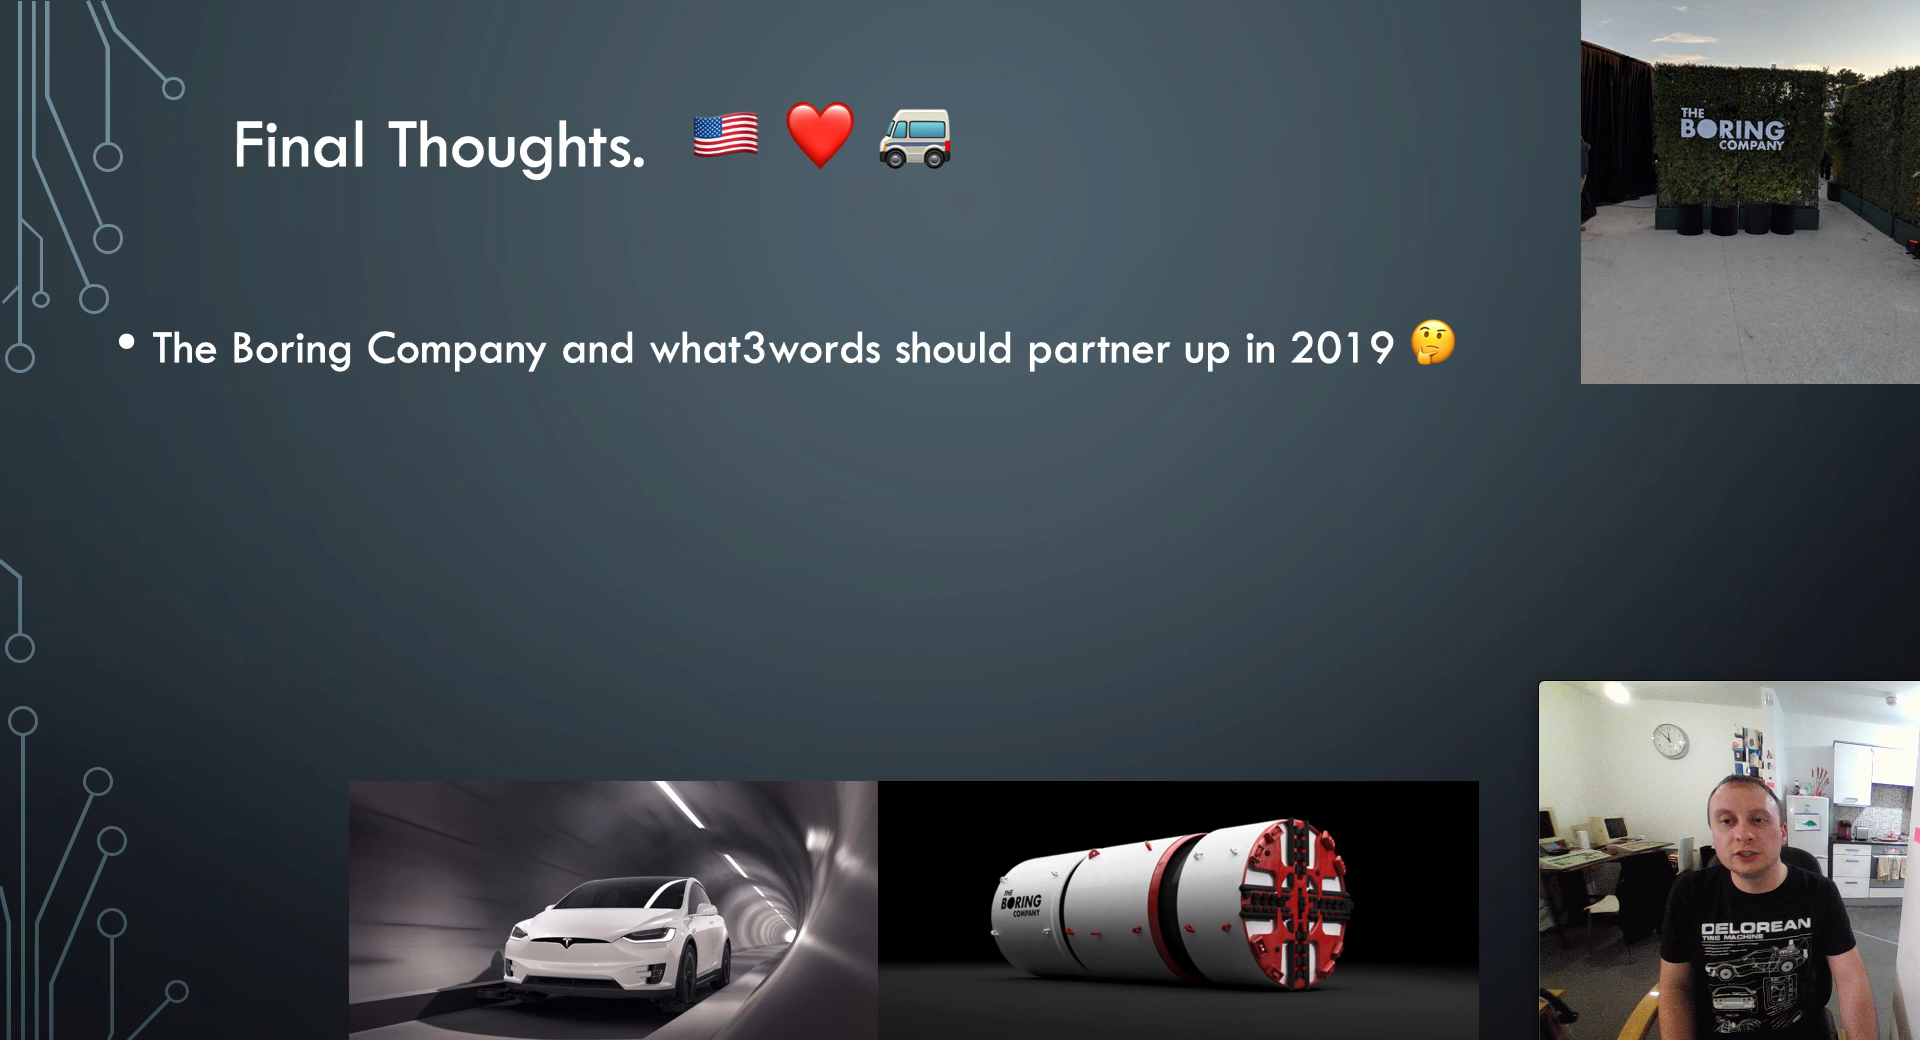 Final Thoughts. 🇺🇸 ❤️ 🚐
• The Boring Company and what3words should partner up in 2019 🤔
THE
BORING
COMPANY
THE
BORING
COMPANY
DELOREAN
TIME MACHINE